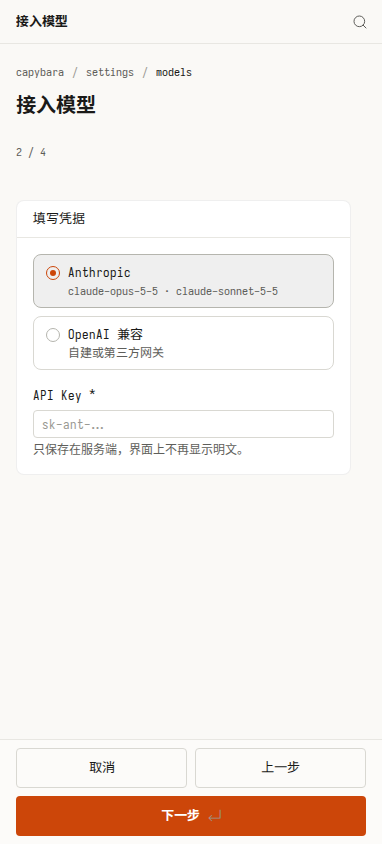 接入模型
capybara / settings / models
接入模型
2 / 4
填写凭据
Anthropic
claude-opus-5-5 · claude-sonnet-5-5
OpenAI 兼容
自建或第三方网关
API Key *
sk-ant-...
只保存在服务端，界面上不再显示明文。
取消
上一步
下一步